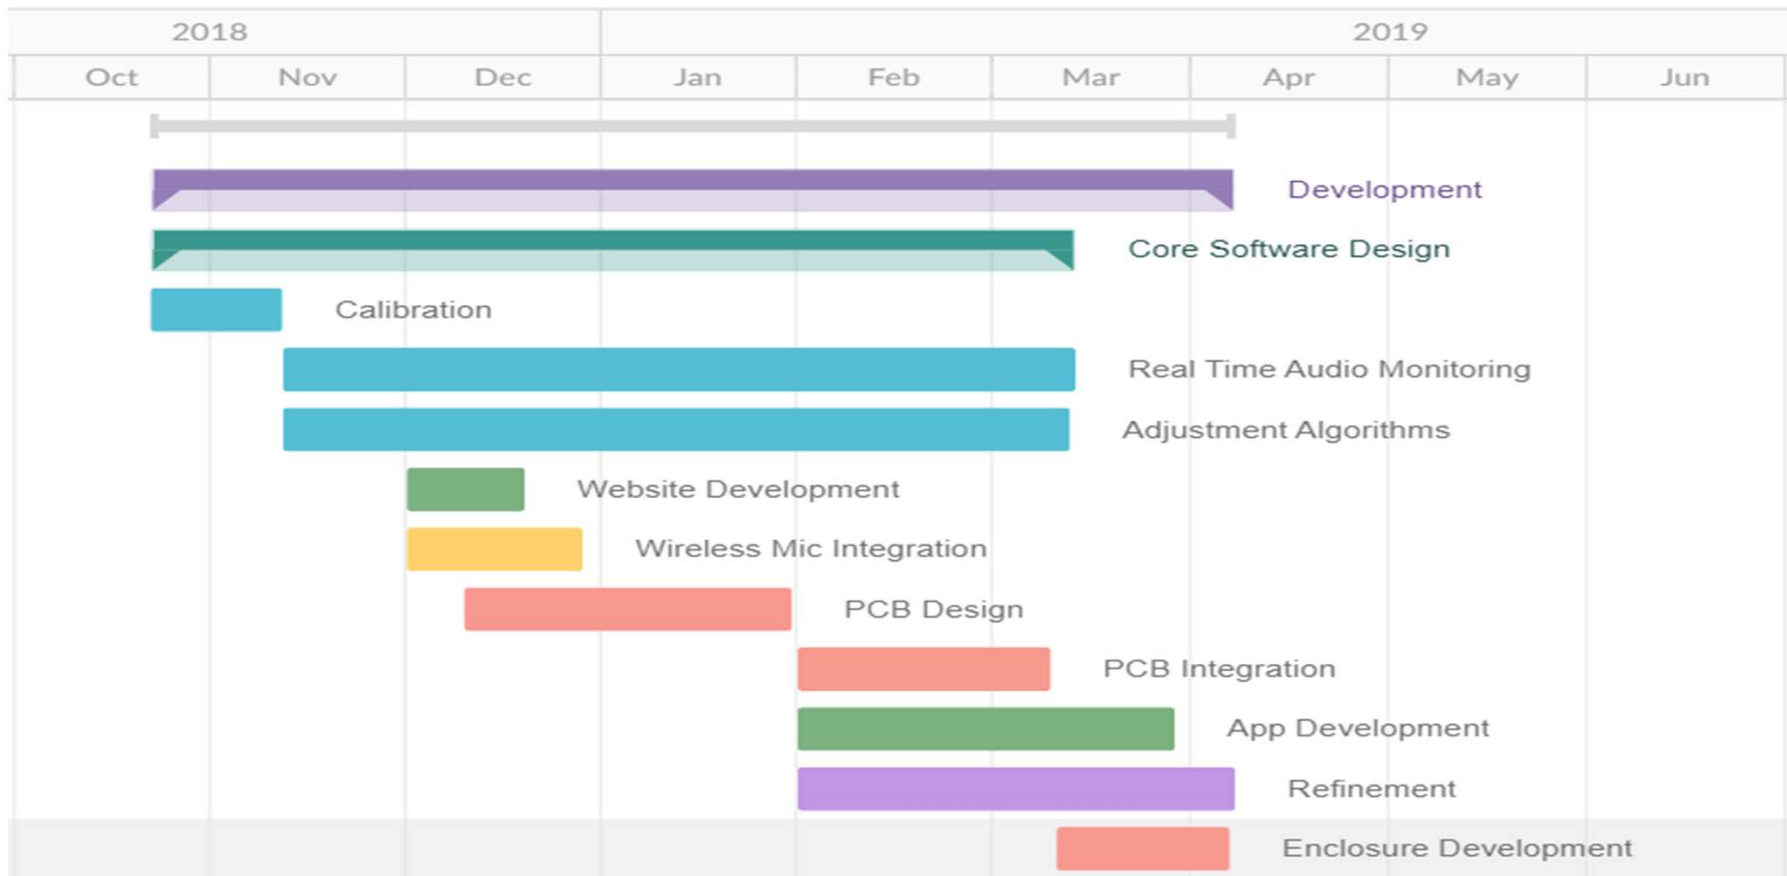 2018 2019
Oct Nov Dec Jan Feb Mar Apr May Jun
Development
Core Software Design
Calibration
Real Time Audio Monitoring
Adjustment Algorithms
Website Development
Wireless Mic Integration
PCB Design
PCB Integration
App Development
Refinement
Enclosure Development